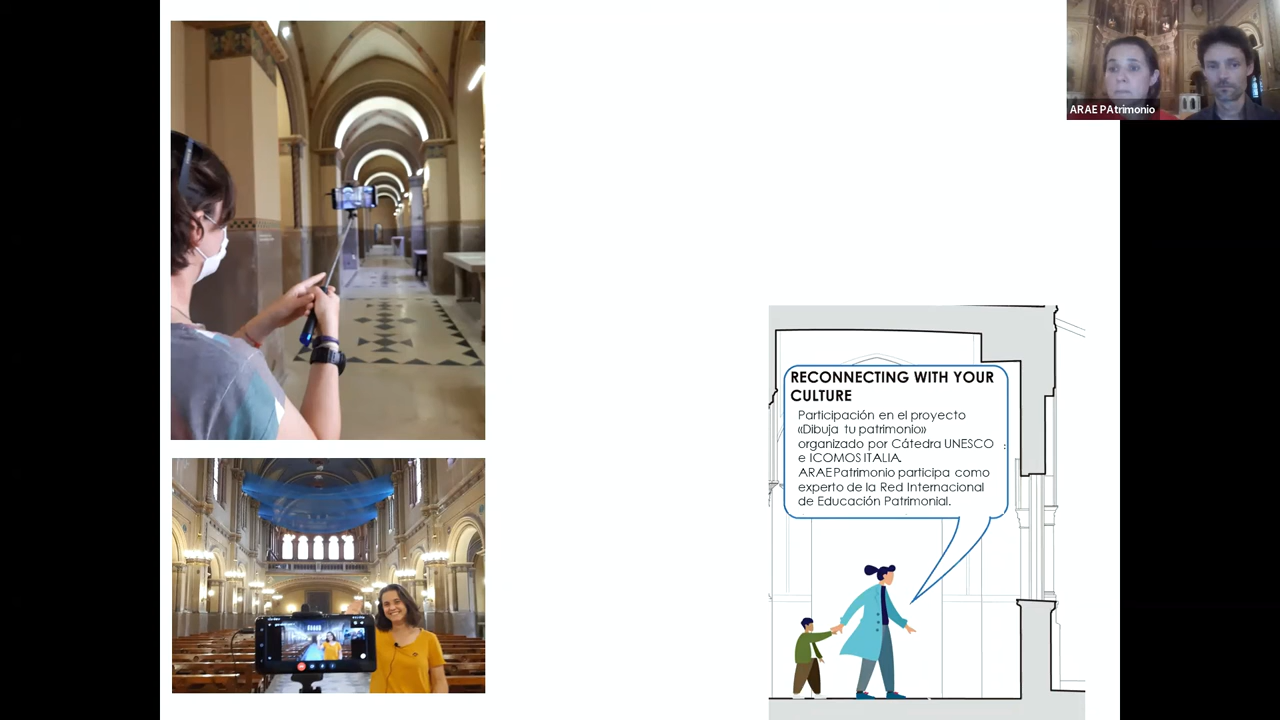 ARAE PAtrimonio
RECONNECTING WITH YOUR
CULTURE
Participación en el proyecto
«Dibuja tu patrimonio»
organizado por Cátedra UNESCO
e ICOMOS ITALIA.
ARAEPatrimonio participa como
experto de la Red Internacional
de Educación Patrimonial.